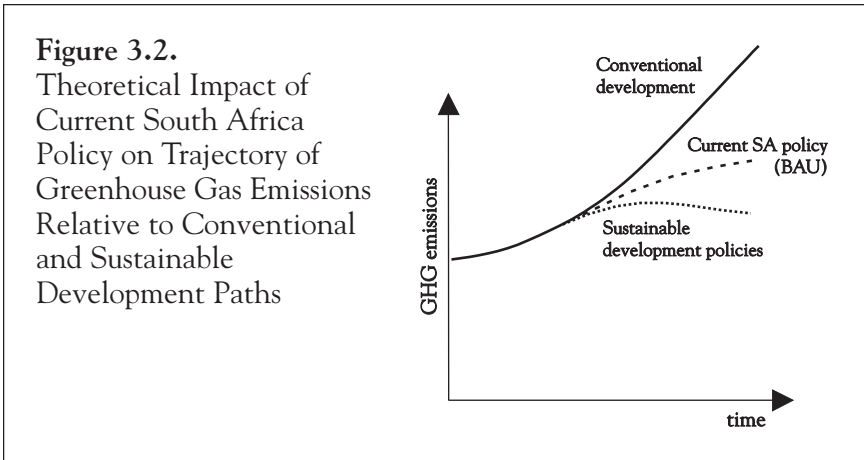 Figure 3.2.
Theoretical Impact of
Current South Africa
Policy on Trajectory of
Greenhouse Gas Emissions
Relative to Conventional
and Sustainable
Development Paths
Conventional
development
Current SA policy
(BAU)
Sustainable
development policies
GHG emissions
time